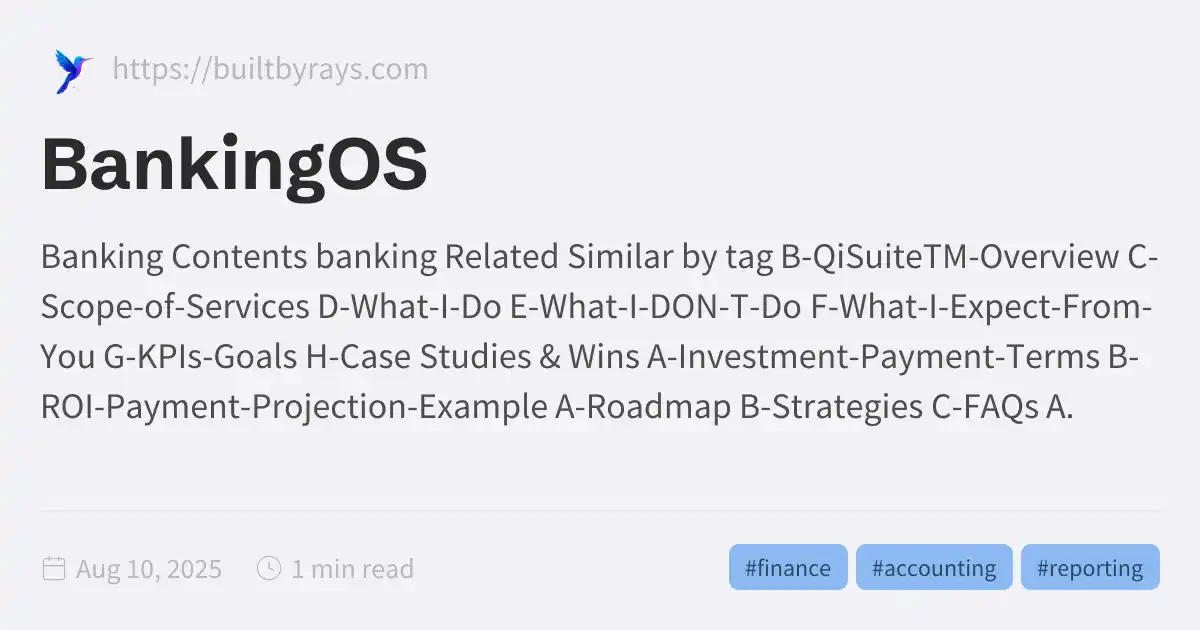 https://builtbyrays.com
BankingOS
Banking Contents banking Related Similar by tag B-QiSuiteTM-Overview C-
Scope-of-Services D-What-I-Do E-What-I-DON-T-Do F-What-I-Expect-From-
You G-KPIs-Goals H-Case Studies & Wins A-Investment-Payment-Terms B-
ROI-Payment-Projection-Example A-Roadmap B-Strategies C-FAQs A.
Aug 10, 2025 1 min read #finance #accounting #reporting